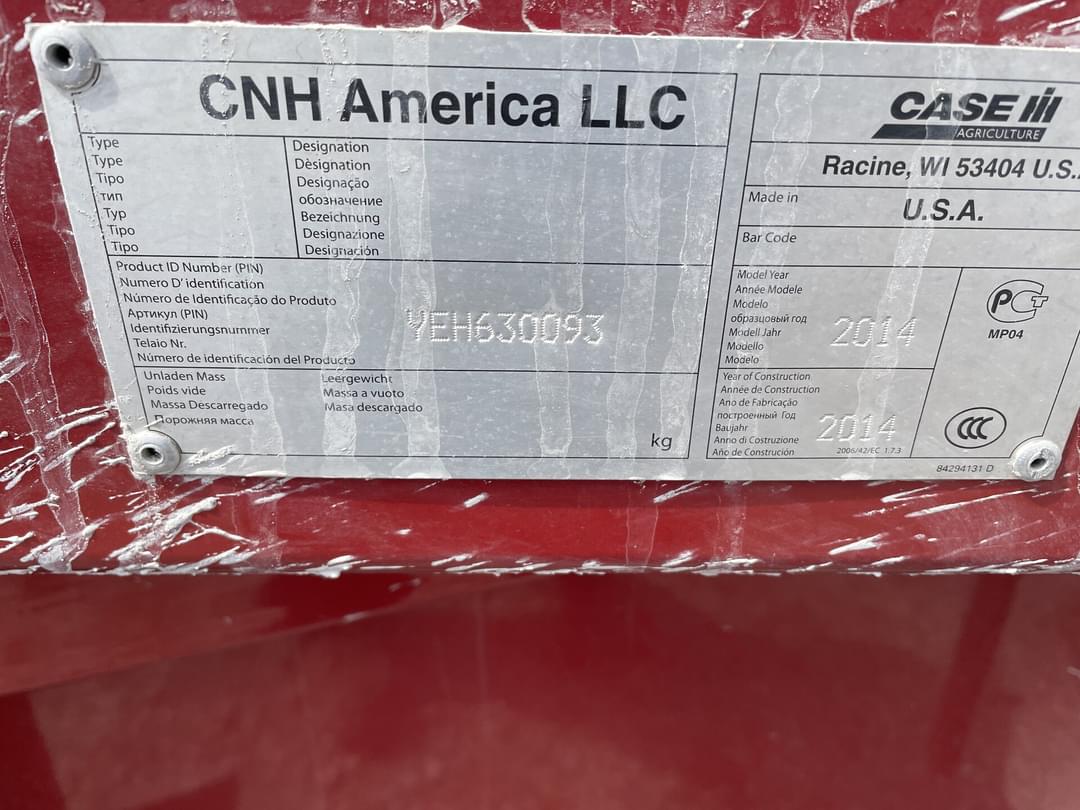 CNH America LLC
Type
Type
Tipo
тип
Typ
Tipo
Tipo
Designation
Dèsignation
Designação
обозначение
Bezeichnung
Designazione
Designación
Product ID Number (PIN)
Numero D' identification
Número de Identificação do Produto
Артикул (PIN)
Identifizierungsnummer
Telaio Nr.
Número de identificación del Producto
YEH630093
Unladen Mass
Poids vide
Massa Descarregado
Порожняя масса
Leergewicht
Massa a vuoto
Masa descargado
kg
CASE IH
AGRICULTURE
Racine, WI 53404 U.S.
Made in
U.S.A.
Bar Code
Model Year
Année Modele
Modelo
образцовый год
Modell Jahr
Modello
Modelo
2014
Year of Construction
Année de Construction
Ano de Fabricação
построенный Год
Baujahr
Anno di Costruzione
Año de Construción
2014
2006/42/EC 1.7.3
РСТ
MP04
CCC
84294131 D